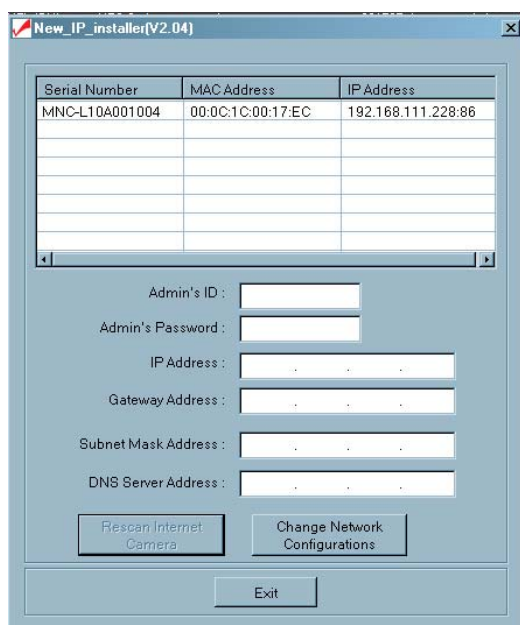 New_IP_installer(V2.04)
Serial Number MAC Address IP Address
MNC-L10A001004 00:0C:1C:00:17:EC 192.168.111.228:86
Admin's ID :
Admin's Password :
IP Address : . . .
Gateway Address : . . .
Subnet Mask Address : . . .
DNS Server Address : . . .
Rescan Internet
Camera
Change Network
Configurations
Exit